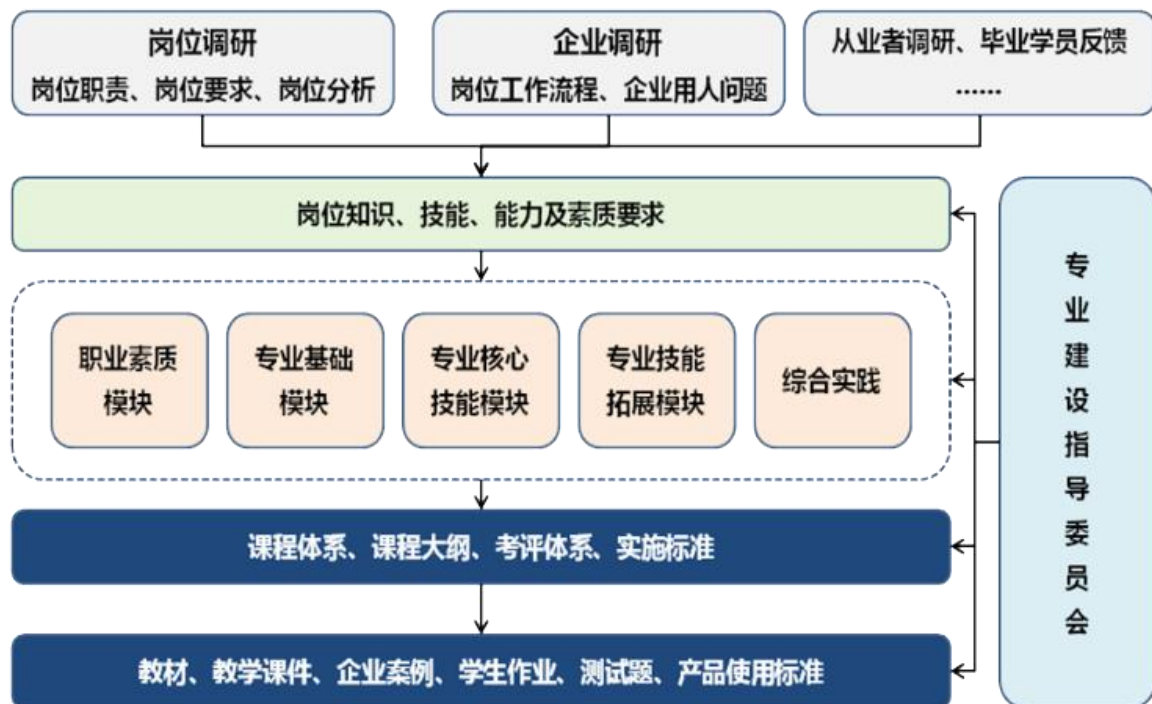 岗位调研
岗位职责、岗位要求、岗位分析
企业调研
岗位工作流程、企业用人问题
从业者调研、毕业学员反馈
......
岗位知识、技能、能力及素质要求
职业素质
模块
专业基础
模块
专业核心
技能模块
专业技能
拓展模块
综合实践
课程体系、课程大纲、考评体系、实施标准
教材、教学课件、企业案例、学生作业、测试题、产品使用标准
专业建设指导委员会